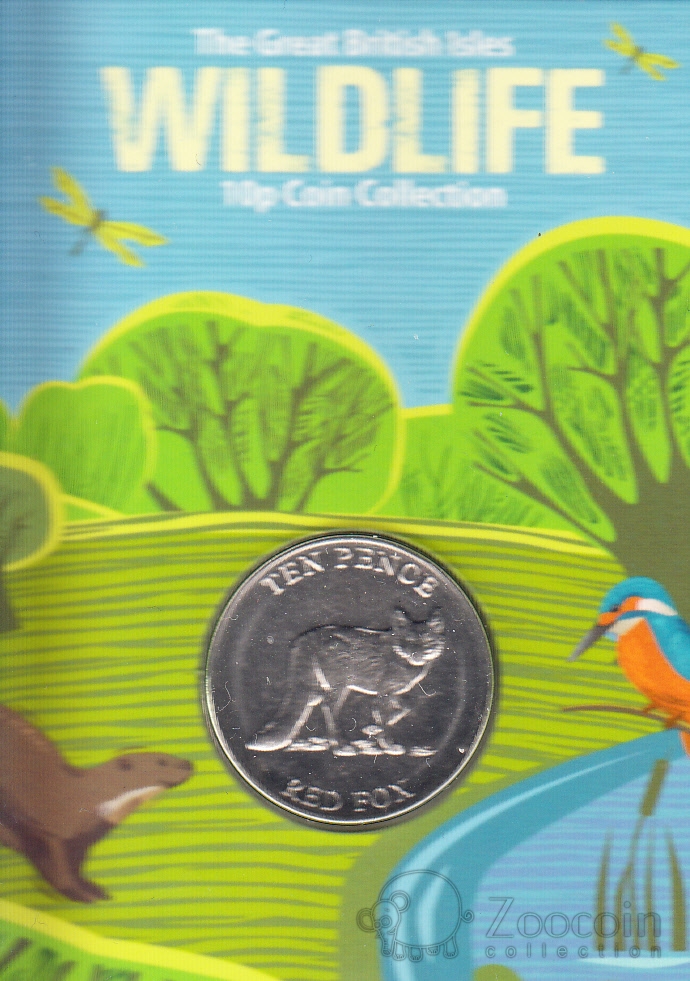 The Great British Isles
WILDLIFE
10p Coin Collection
TEN PENCE
RED FOX
Zoocoin
collection